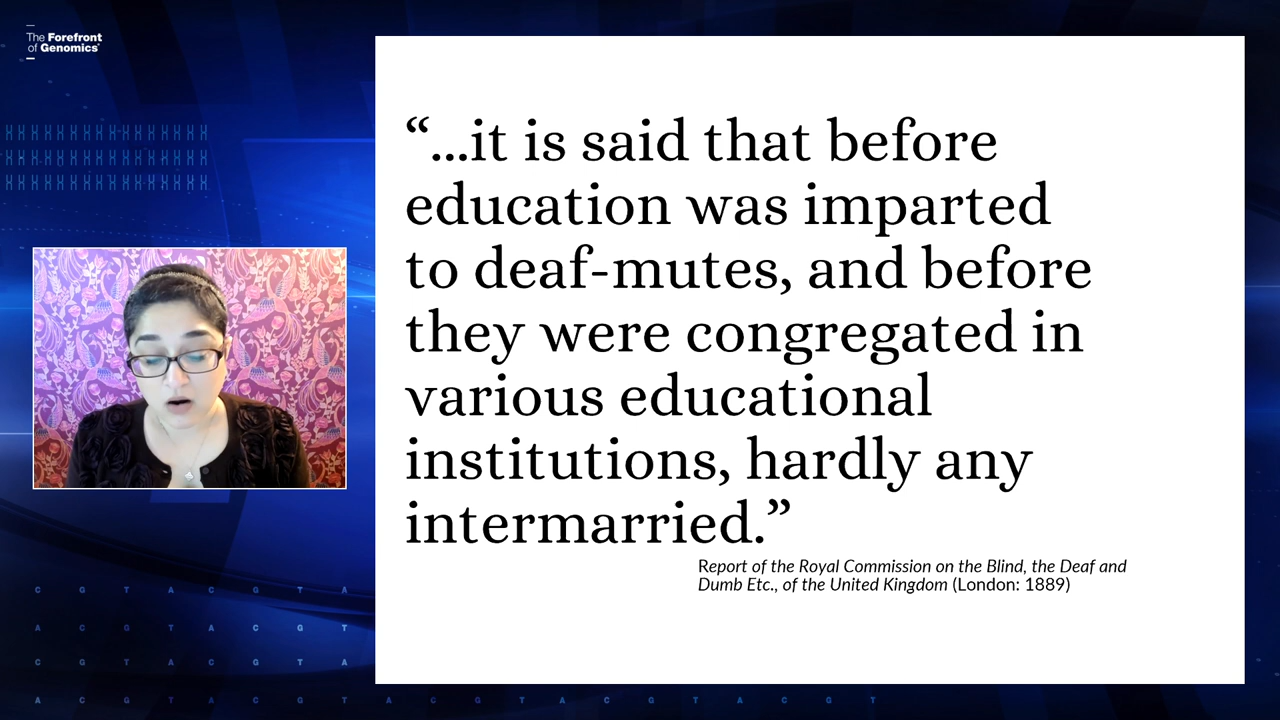 The Forefront
of Genomics®
“...it is said that before
education was imparted
to deaf-mutes, and before
they were congregated in
various educational
institutions, hardly any
intermarried.”
Report of the Royal Commission on the Blind, the Deaf and
Dumb Etc., of the United Kingdom (London: 1889)
C G T A C G T A
A C G T A C G T
C G T A C G T A
A C G T A C G T A C G T A C G T A C G T